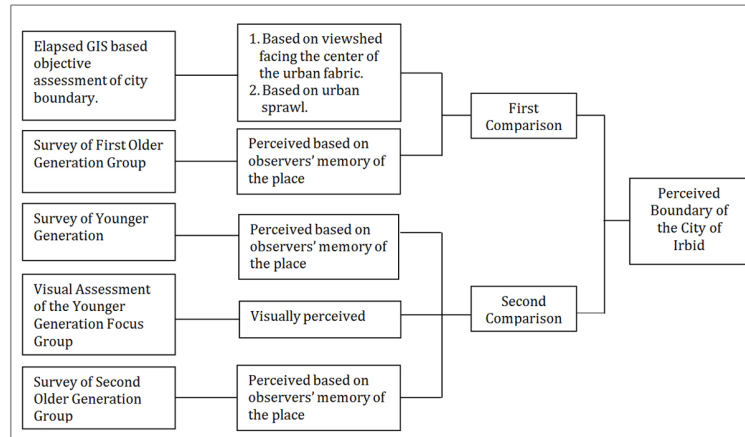 Elapsed GIS based
objective
assessment of city
boundary.
1. Based on viewshed
facing the center of
the urban fabric.
2. Based on urban
sprawl.
First
Comparison
Survey of First Older
Generation Group
Perceived based on
observers’ memory of
the place
Perceived
Boundary of
the City of
Irbid
Survey of Younger
Generation
Perceived based on
observers’ memory of
the place
Visual Assessment
of the Younger
Generation Focus
Group
Visually perceived
Second
Comparison
Survey of Second
Older Generation
Group
Perceived based on
observers’ memory of
the place